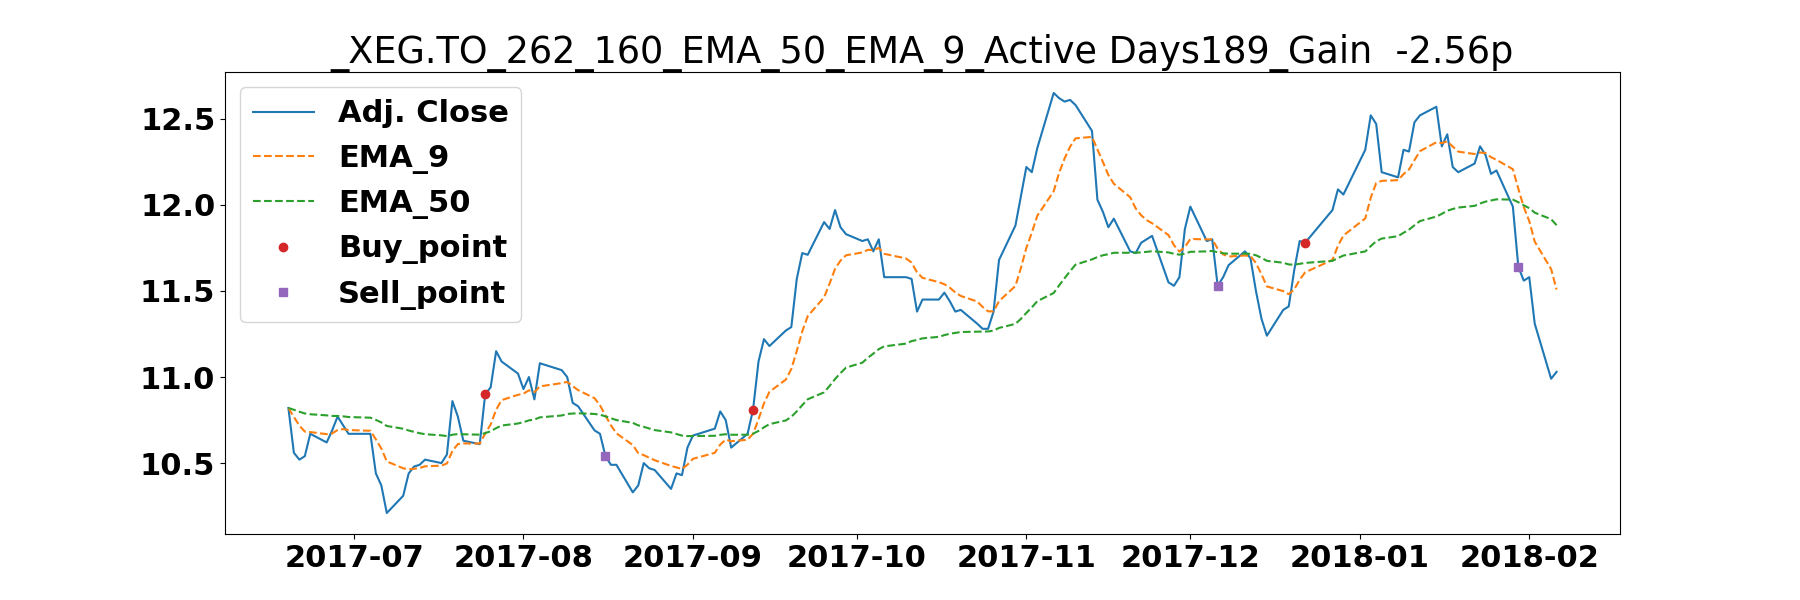 _XEG.TO_262_160_EMA_50_EMA_9_Active Days189_Gain  -2.56p
Adj. Close
EMA_9
EMA_50
Buy_point
Sell_point
12.5
12.0
11.5
11.0
10.5
2017-07 2017-08 2017-09 2017-10 2017-11 2017-12 2018-01 2018-02